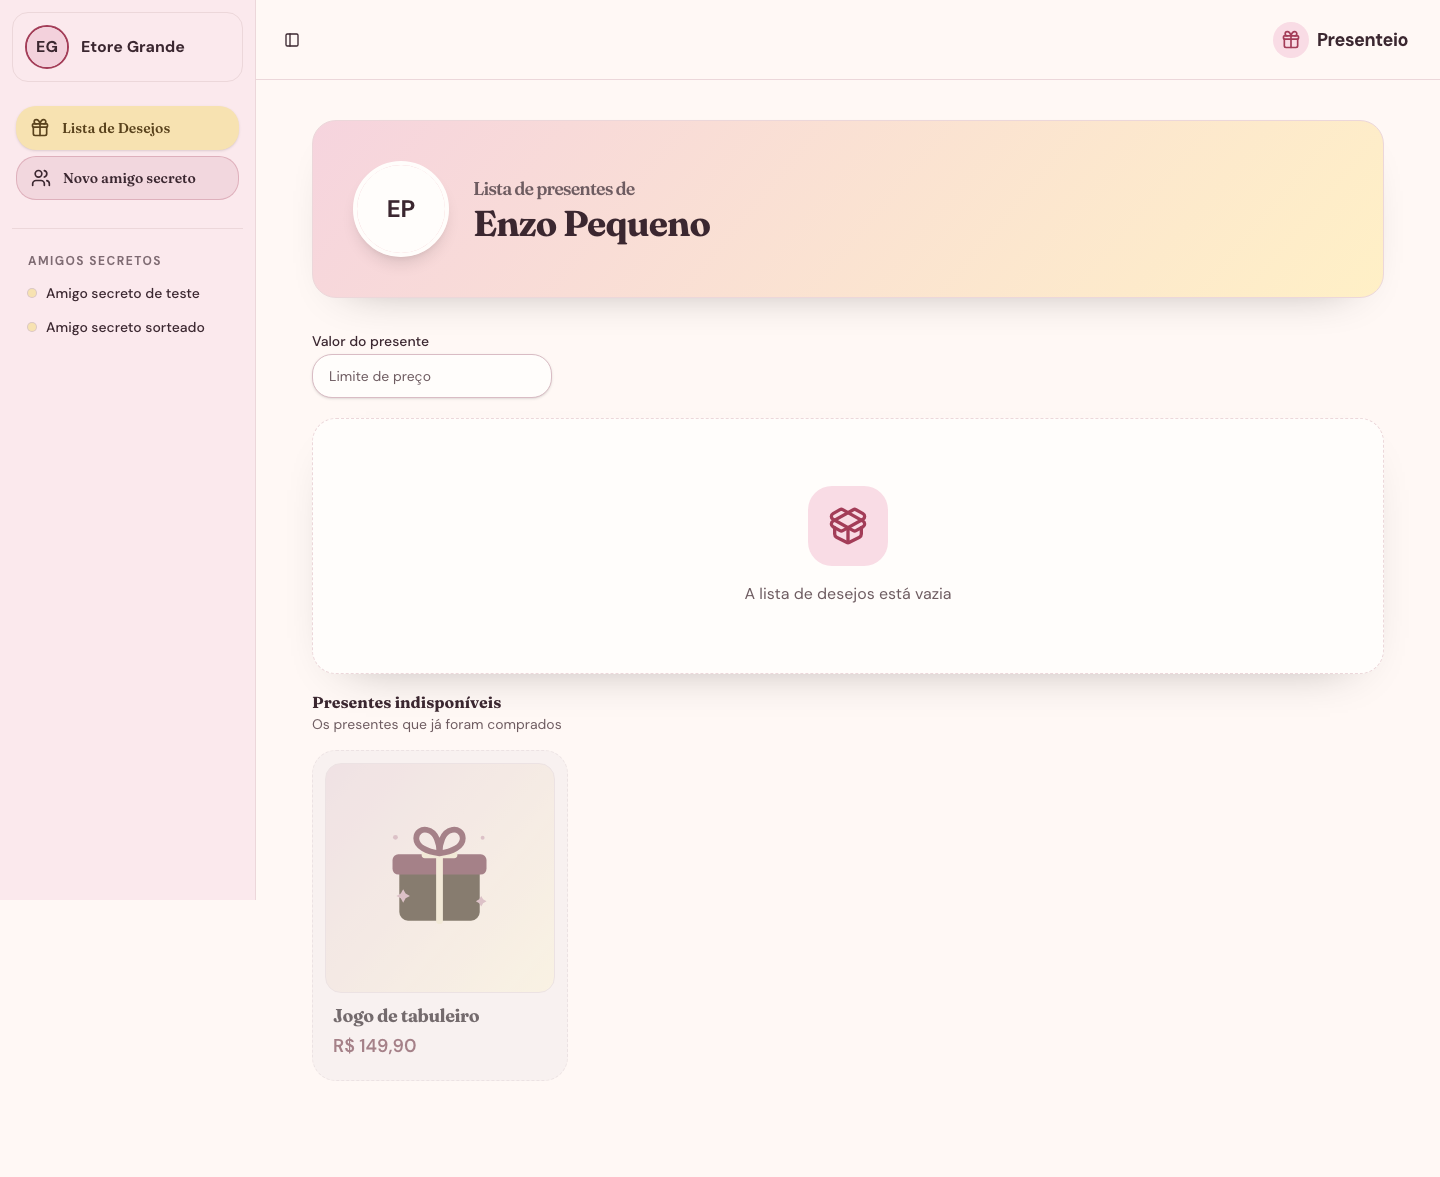 EG
Etore Grande
Presenteio
Lista de Desejos
Novo amigo secreto
AMIGOS SECRETOS
Amigo secreto de teste
Amigo secreto sorteado
EP
Lista de presentes de
Enzo Pequeno
Valor do presente
Limite de preço
A lista de desejos está vazia
Presentes indisponíveis
Os presentes que já foram comprados
Jogo de tabuleiro
R$ 149,90